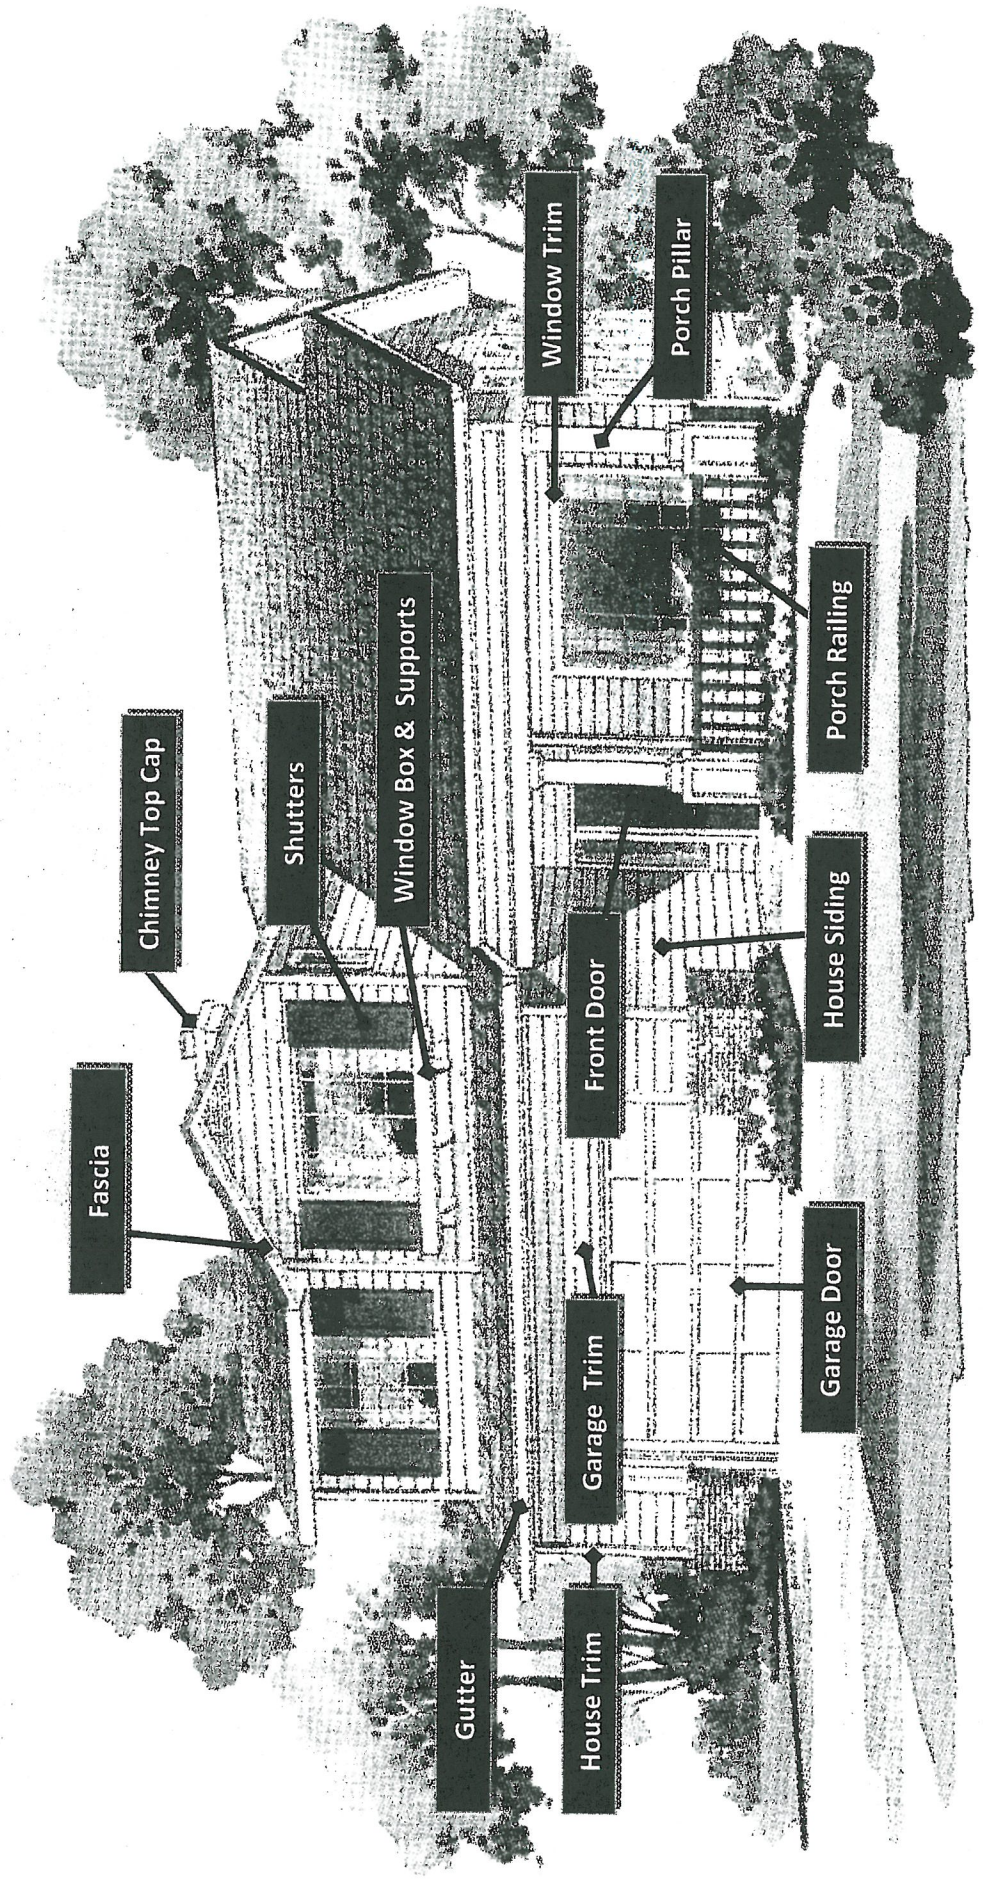 Fascia
Chimney Top Cap
Shutters
Window Box & Supports
Gutter
House Trim
Garage Trim
Front Door
Window Trim
Porch Pillar
Garage Door
House Siding
Porch Railing